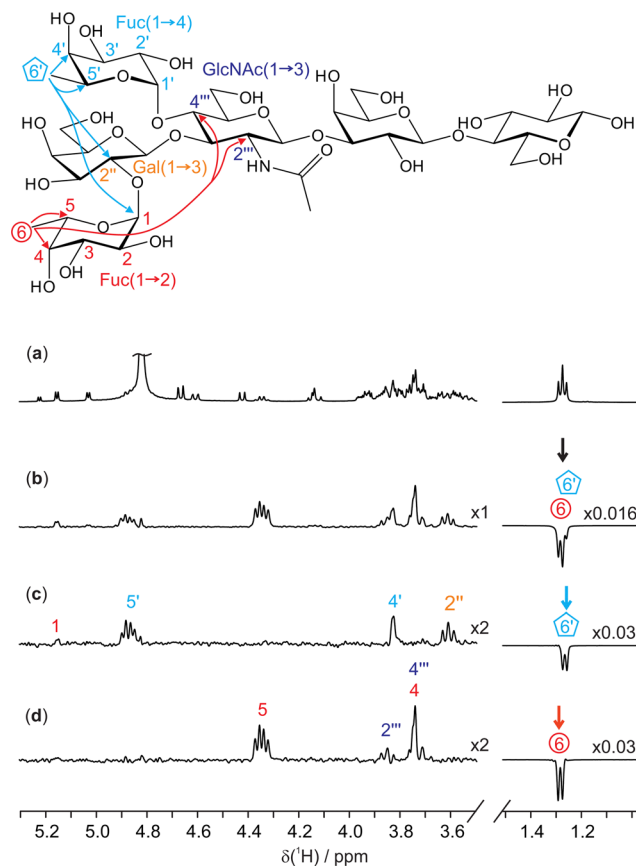 Fuc(1→4)
OH
HO
3'
2'
OH
4'
6'
5'
O
1'
GlcNAc(1→3)
OH
OH
OH
HO
OH
O
4'''
O
O
O
HO
OH
HO
O
O
O
O
O
HO
2'''
OH
OH
2''
Gal(1→3)
HN
O
HO
O
5
1
6
O
OH
4
3
2
HO
HO
Fuc(1→2)
(a)
(b)
6'
6
x1
x0.016
(c)
1
5'
4'
2''
x2
6'
x0.03
(d)
5
2'''
4'''
4
x2
6
x0.03
5.2 5.0 4.8 4.6 4.4 4.2 4.0 3.8 3.6 1.4 1.2
δ(¹H) / ppm